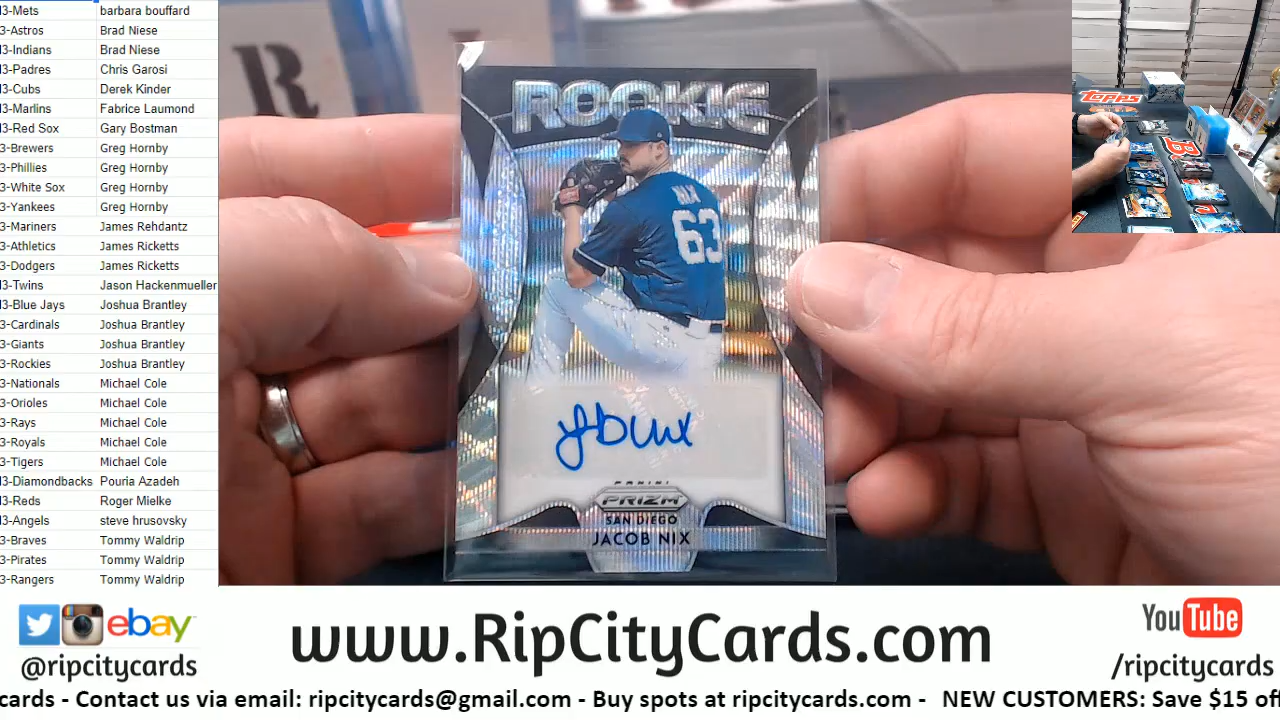 3-Mets barbara bouffard
3-Astros Brad Niese
3-Indians Brad Niese
3-Padres Chris Garosi
3-Cubs Derek Kinder
3-Marlins Fabrice Laumond
3-Red Sox Gary Bostman
3-Brewers Greg Hornby
3-Phillies Greg Hornby
3-White Sox Greg Hornby
3-Yankees Greg Hornby
3-Mariners James Rehdantz
3-Athletics James Ricketts
3-Dodgers James Ricketts
3-Twins Jason Hackenmueller
3-Blue Jays Joshua Brantley
3-Cardinals Joshua Brantley
3-Giants Joshua Brantley
3-Rockies Joshua Brantley
3-Nationals Michael Cole
3-Orioles Michael Cole
3-Rays Michael Cole
3-Royals Michael Cole
3-Tigers Michael Cole
3-Diamondbacks Pouria Azadeh
3-Reds Roger Mielke
3-Angels steve hrusovsky
3-Braves Tommy Waldrip
3-Pirates Tommy Waldrip
3-Rangers Tommy Waldrip
R
ROOKIE
NIX
63
PANINI
PRIZM
SAN DIEGO
JACOB NIX
TOPPS
B
ebay
@ripcitycards
www.RipCityCards.com
YouTube
/ripcitycards
cards - Contact us via email: ripcitycards@gmail.com - Buy spots at ripcitycards.com - NEW CUSTOMERS: Save $15 off